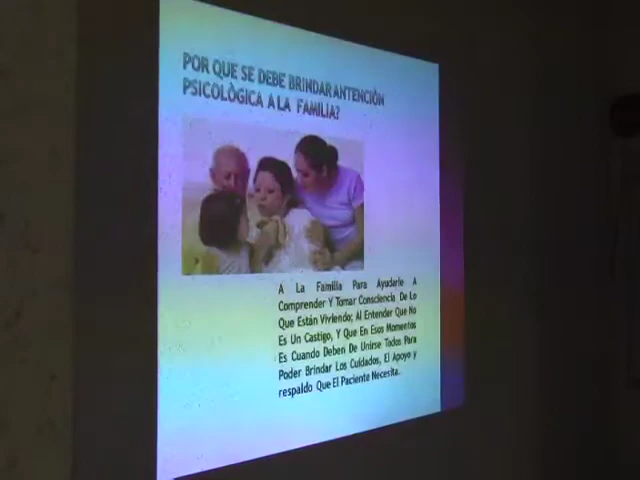 POR QUE SE DEBE BRINDAR ANTENCIÓN
PSICOLÒGICA A LA FAMILIA?
A La Familia Para Ayudarle A
Comprender Y Tomar Consciencia De Lo
Que Están Viviendo; Al Entender Que No
Es Un Castigo, Y Que En Esos Momentos
Es Cuando Deben De Unirse Todos Para
Poder Brindar Los Cuidados, El Apoyo y
respaldo Que El Paciente Necesita.